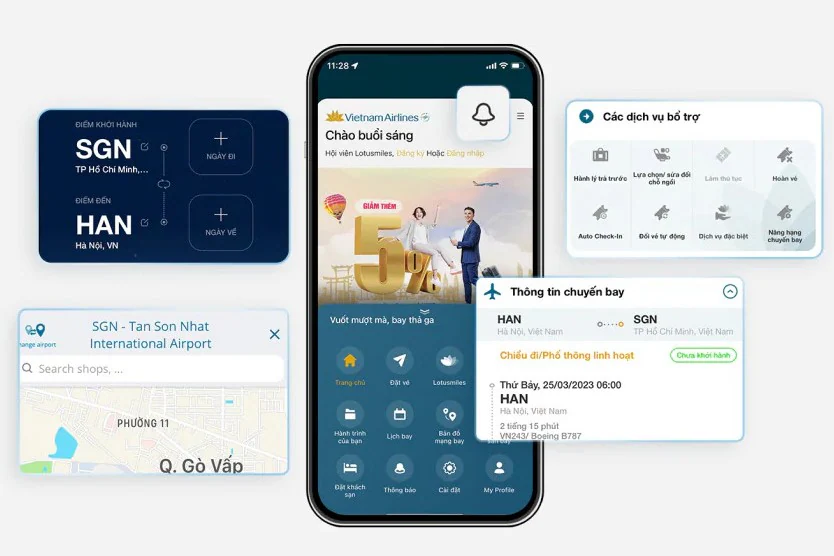 ĐIỂM KHỞI HÀNH
SGN
TP Hồ Chí Minh,...
NGÀY ĐI
ĐIỂM ĐẾN
HAN
Hà Nội, VN
NGÀY VỀ
SGN - Tan Son Nhat
International Airport
hange airport
Search shops, ...
PHƯỜNG 11
Q. Gò Vấp
11:28
Vietnam Airlines
Chào buổi sáng
Hội viên Lotusmiles, Đăng ký Hoặc Đăng nhập
GIẢM THÊM
5%
Vuốt mượt mà, bay thả ga
Trang chủ
Đặt vé
Lotusmiles
Hành trình
của bạn
Lịch bay
Bản đồ
mạng bay
Đặt khách
sạn
Thông báo
Cài đặt
My Profile
Các dịch vụ bổ trợ
Hành lý trả trước
Lựa chọn/ sửa đổi
chỗ ngồi
Làm thủ tục
Hoàn vé
Auto Check-In
Đổi vé tự động
Dịch vụ đặc biệt
Nâng hạng
chuyến bay
Thông tin chuyến bay
HAN
Hà Nội, Việt Nam
SGN
TP Hồ Chí Minh, Việt Nam
Chiều đi/Phổ thông linh hoạt
Chưa khởi hành
Thứ Bảy, 25/03/2023 06:00
HAN
Hà Nội, Việt Nam
2 tiếng 15 phút
VN243/ Boeing B787